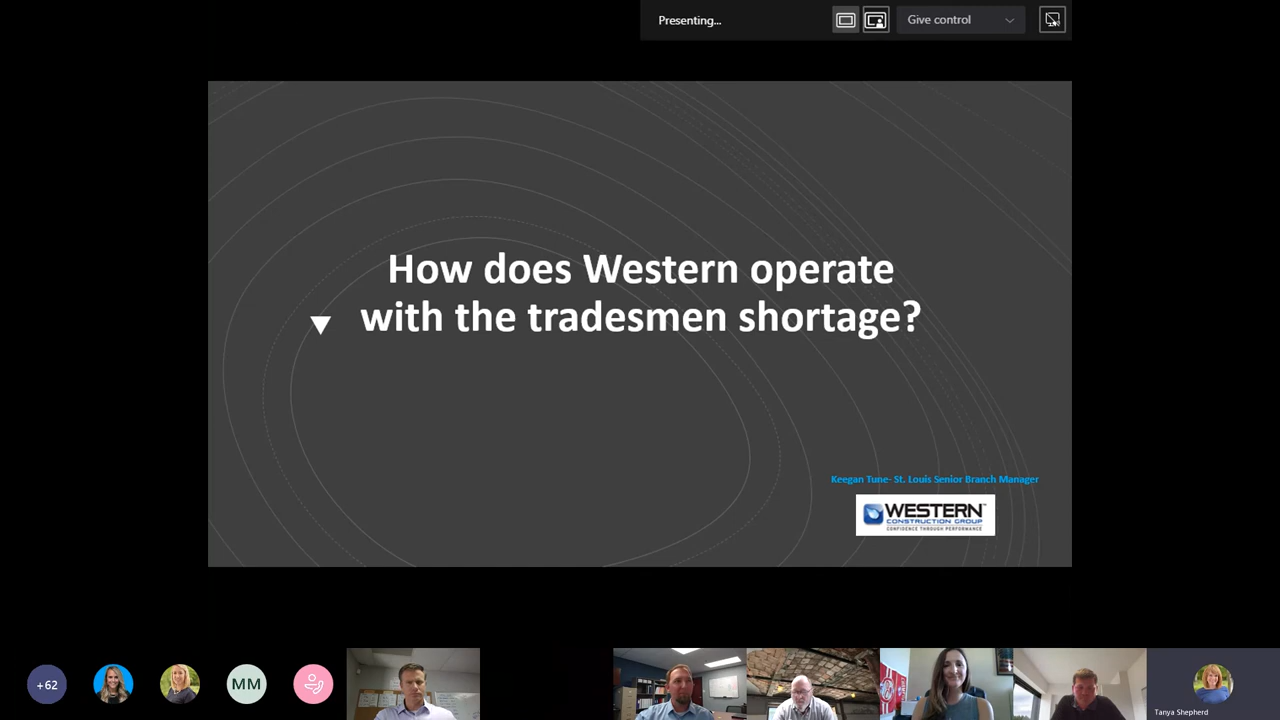 Presenting...
Give control
How does Western operate
with the tradesmen shortage?
Keegan Tune- St. Louis Senior Branch Manager
WESTERN™
CONSTRUCTION GROUP
CONFIDENCE THROUGH PERFORMANCE
+62
MM
Tanya Shepherd